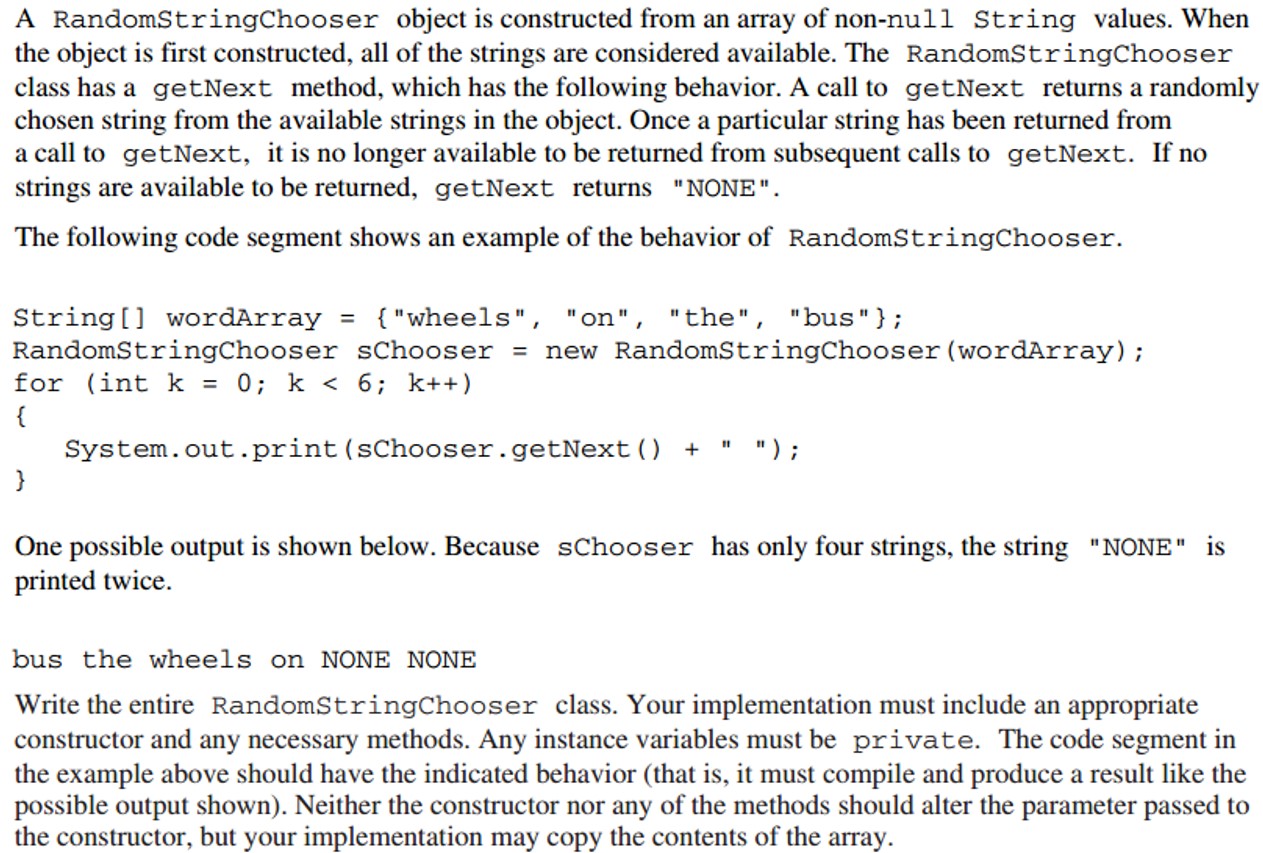 A RandomStringChooser object is constructed from an array of non-null String values. When
the object is first constructed, all of the strings are considered available. The RandomStringChooser
class has a getNext method, which has the following behavior. A call to getNext returns a randomly
chosen string from the available strings in the object. Once a particular string has been returned from
a call to getNext, it is no longer available to be returned from subsequent calls to getNext. If no
strings are available to be returned, getNext returns "NONE".
The following code segment shows an example of the behavior of RandomStringChooser.
String[] wordArray = {"wheels", "on", "the", "bus"};
RandomStringChooser sChooser = new RandomStringChooser(wordArray);
for (int k = 0; k < 6; k++)
{
   System.out.print(sChooser.getNext() + " ");
}
One possible output is shown below. Because sChooser has only four strings, the string "NONE" is
printed twice.
bus the wheels on NONE NONE
Write the entire RandomStringChooser class. Your implementation must include an appropriate
constructor and any necessary methods. Any instance variables must be private. The code segment in
the example above should have the indicated behavior (that is, it must compile and produce a result like the
possible output shown). Neither the constructor nor any of the methods should alter the parameter passed to
the constructor, but your implementation may copy the contents of the array.